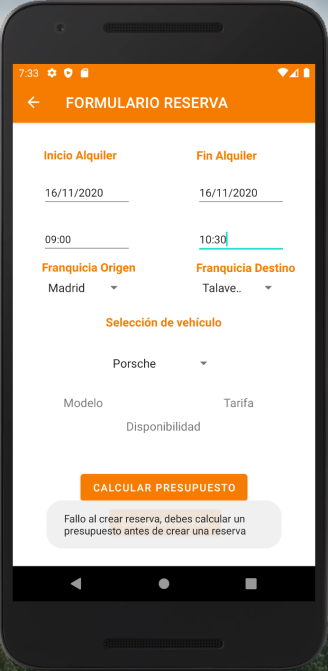 7:33
FORMULARIO RESERVA
Inicio Alquiler Fin Alquiler
16/11/2020 16/11/2020
09:00 10:30
Franquicia Origen Franquicia Destino
Madrid Talave..
Selección de vehículo
Porsche
Modelo Tarifa
Disponibilidad
CALCULAR PRESUPUESTO
Fallo al crear reserva, debes calcular un
presupuesto antes de crear una reserva